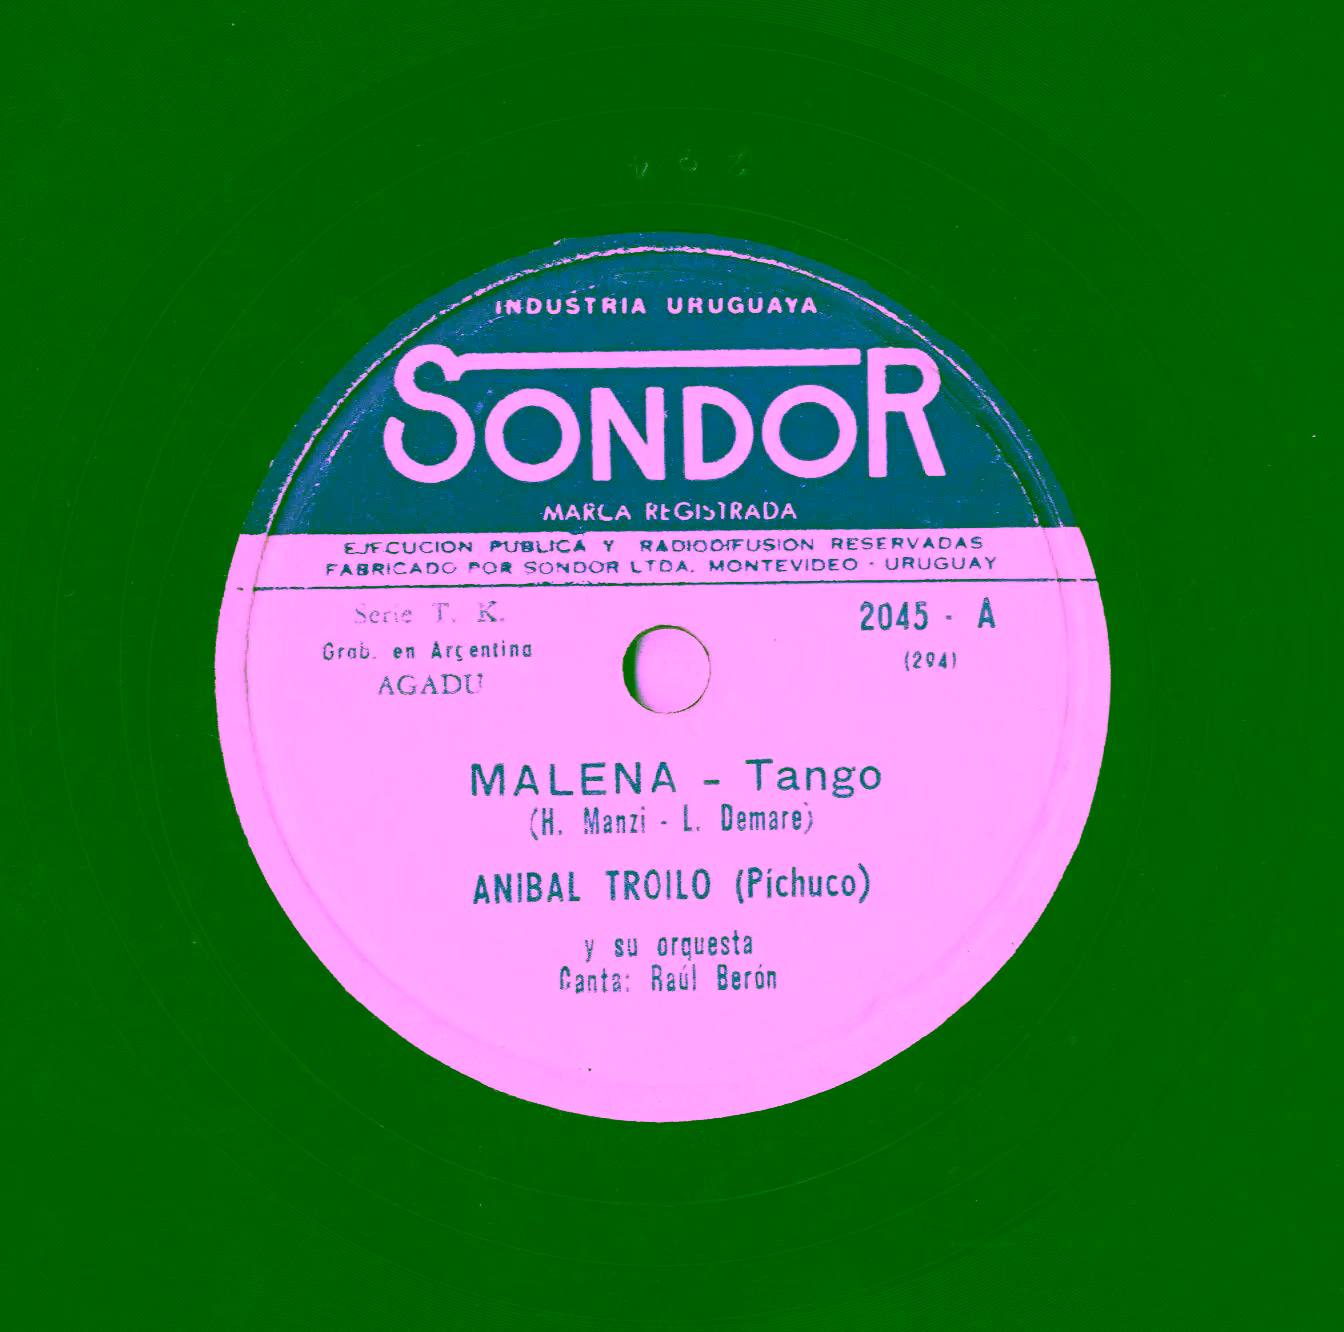 INDUSTRIA URUGUAYA
SONDOR
MARCA REGISTRADA
EJECUCION PUBLICA Y RADIODIFUSION RESERVADAS
FABRICADO POR SONDOR LTDA. MONTEVIDEO - URUGUAY
Serie T. K.
2045 - A
Grab. en Argentina
(294)
AGADU
MALENA - Tango
(H. Manzi - L. Demare)
ANIBAL TROILO (Pichuco)
y su orquesta
Canta: Raúl Berón